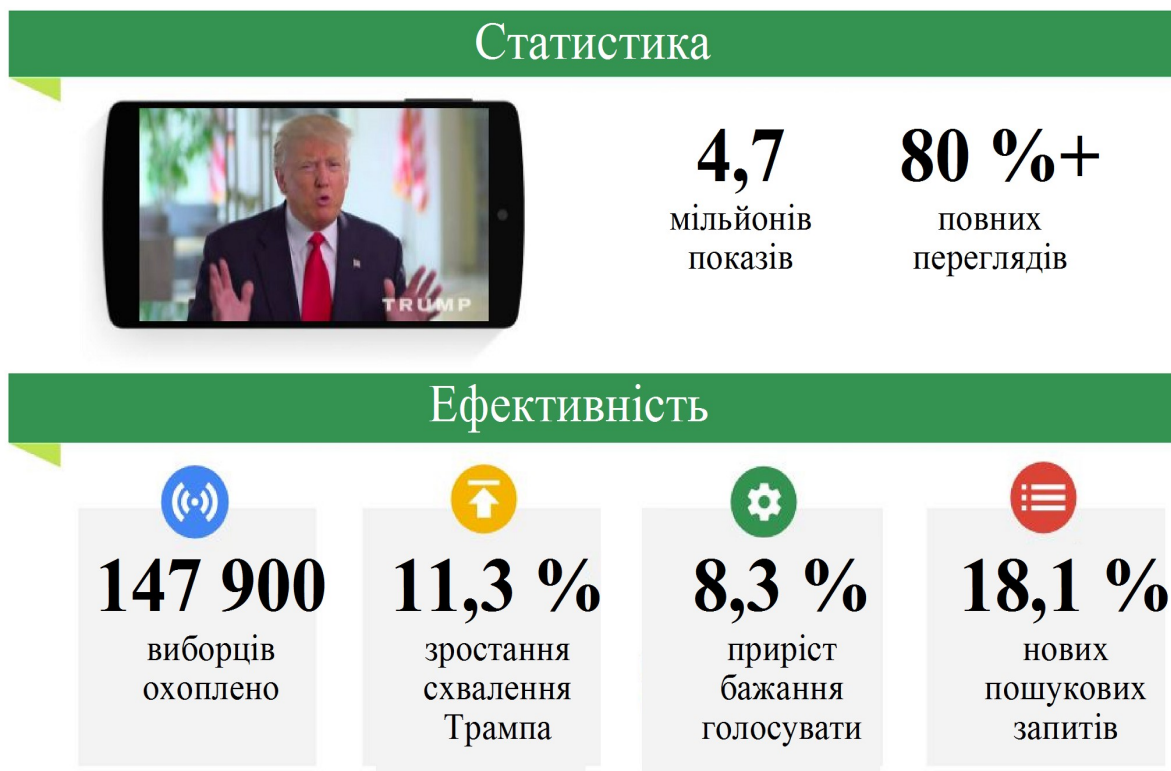 Статистика
TRUMP
4,7
мільйонів
показів
80 %+
повних
переглядів
Ефективність
147 900
виборців
охоплено
11,3 %
зростання
схвалення
Трампа
8,3 %
приріст
бажання
голосувати
18,1 %
нових
пошукових
запитів